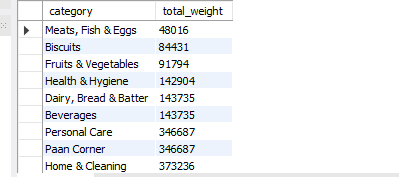 category total_weight
Meats, Fish & Eggs 48016
Biscuits 84431
Fruits & Vegetables 91794
Health & Hygiene 142904
Dairy, Bread & Batter 143735
Beverages 143735
Personal Care 346687
Paan Corner 346687
Home & Cleaning 373236